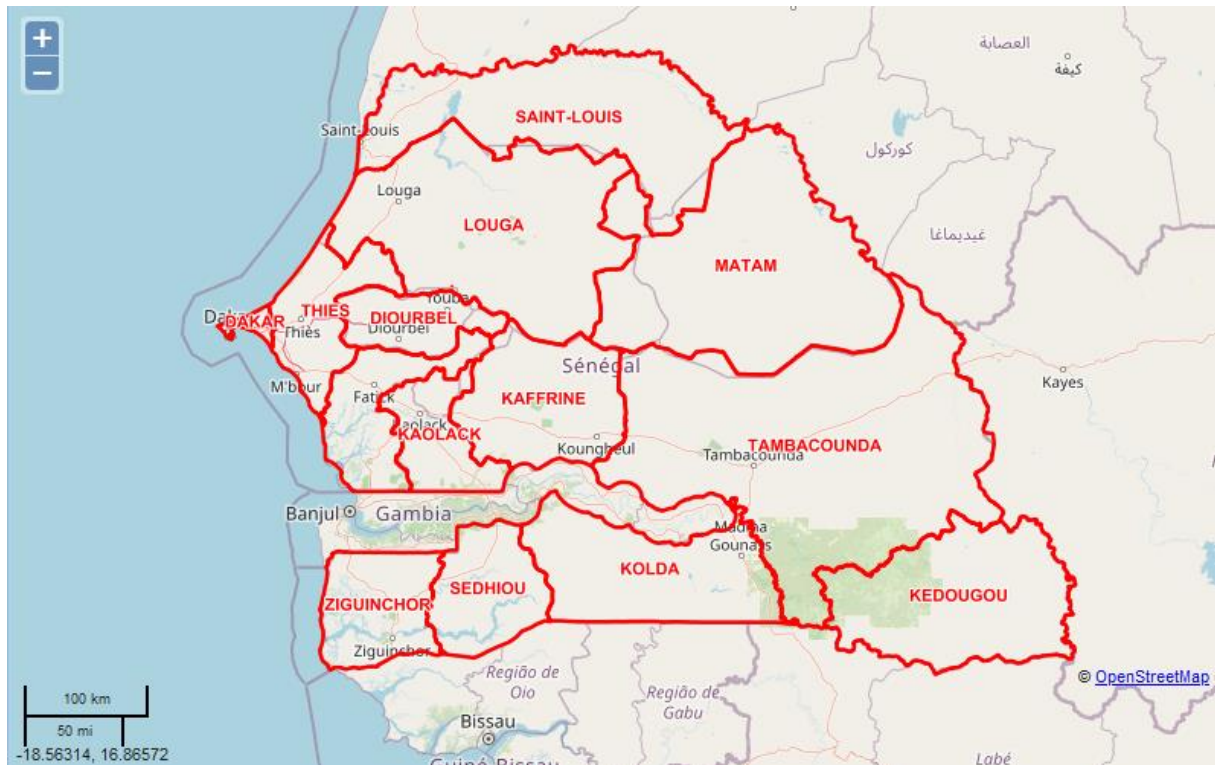 +
−
العصابة
كيفة
SAINT-LOUIS
Saint-Louis
كوركول
Louga
LOUGA
غيديماغا
MATAM
THIES
DIOURBEL
DAKAR
Thiès
Diourbel
Sénégal
Kayes
M'bour
Fatick
KAFFRINE
KAOLACK
Koungheul
TAMBACOUNDA
Tambacounda
Banjul
Gambia
Gounass
KOLDA
SEDHIOU
KEDOUGOU
ZIGUINCHOR
Ziguinchor
Região de
Oio
Região de
Gabu
© OpenStreetMap
100 km
50 mi
Bissau
-18.56314, 16.86572
Labé